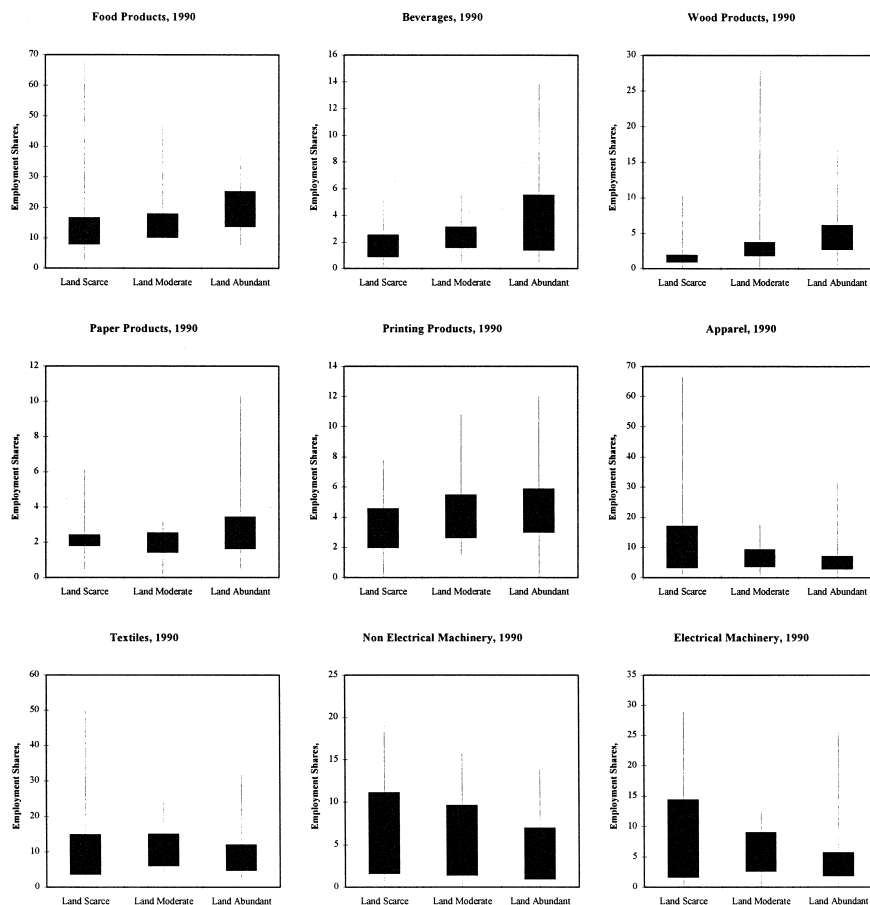 Food Products, 1990
Employment Shares,
70
60
50
40
30
20
10
0
Land Scarce Land Moderate Land Abundant
Beverages, 1990
Employment Shares,
16
14
12
10
8
6
4
2
0
Land Scarce Land Moderate Land Abundant
Wood Products, 1990
Employment Shares,
30
25
20
15
10
5
0
Land Scarce Land Moderate Land Abundant
Paper Products, 1990
Employment Shares,
12
10
8
6
4
2
0
Land Scarce Land Moderate Land Abundant
Printing Products, 1990
Employment Shares,
14
12
10
8
6
4
2
0
Land Scarce Land Moderate Land Abundant
Apparel, 1990
Employment Shares,
70
60
50
40
30
20
10
0
Land Scarce Land Moderate Land Abundant
Textiles, 1990
Employment Shares,
60
50
40
30
20
10
0
Land Scarce Land Moderate Land Abundant
Non Electrical Machinery, 1990
Employment Shares,
25
20
15
10
5
0
Land Scarce Land Moderate Land Abundant
Electrical Machinery, 1990
Employment Shares,
35
30
25
20
15
10
5
0
Land Scarce Land Moderate Land Abundant